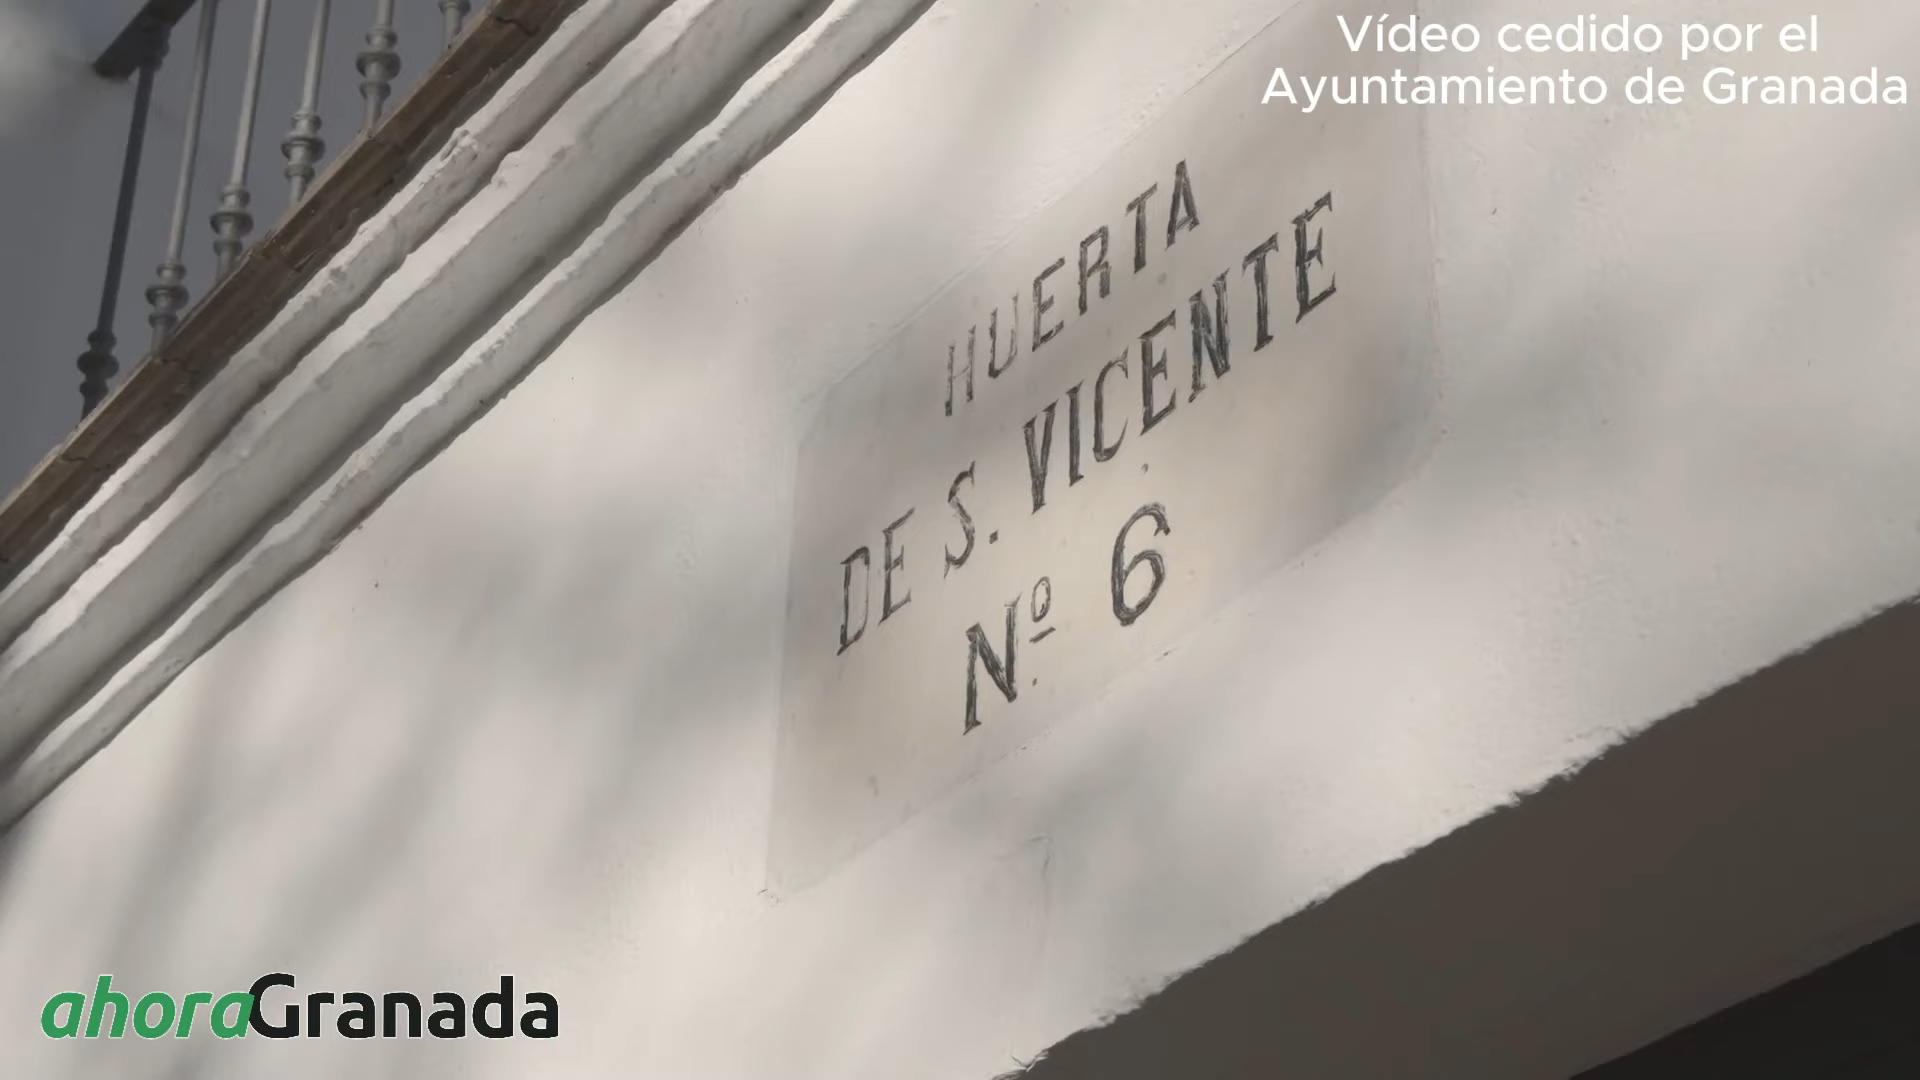 Vídeo cedido por el
Ayuntamiento de Granada
HUERTA
DE S. VICENTE
Nº 6
ahoraGranada